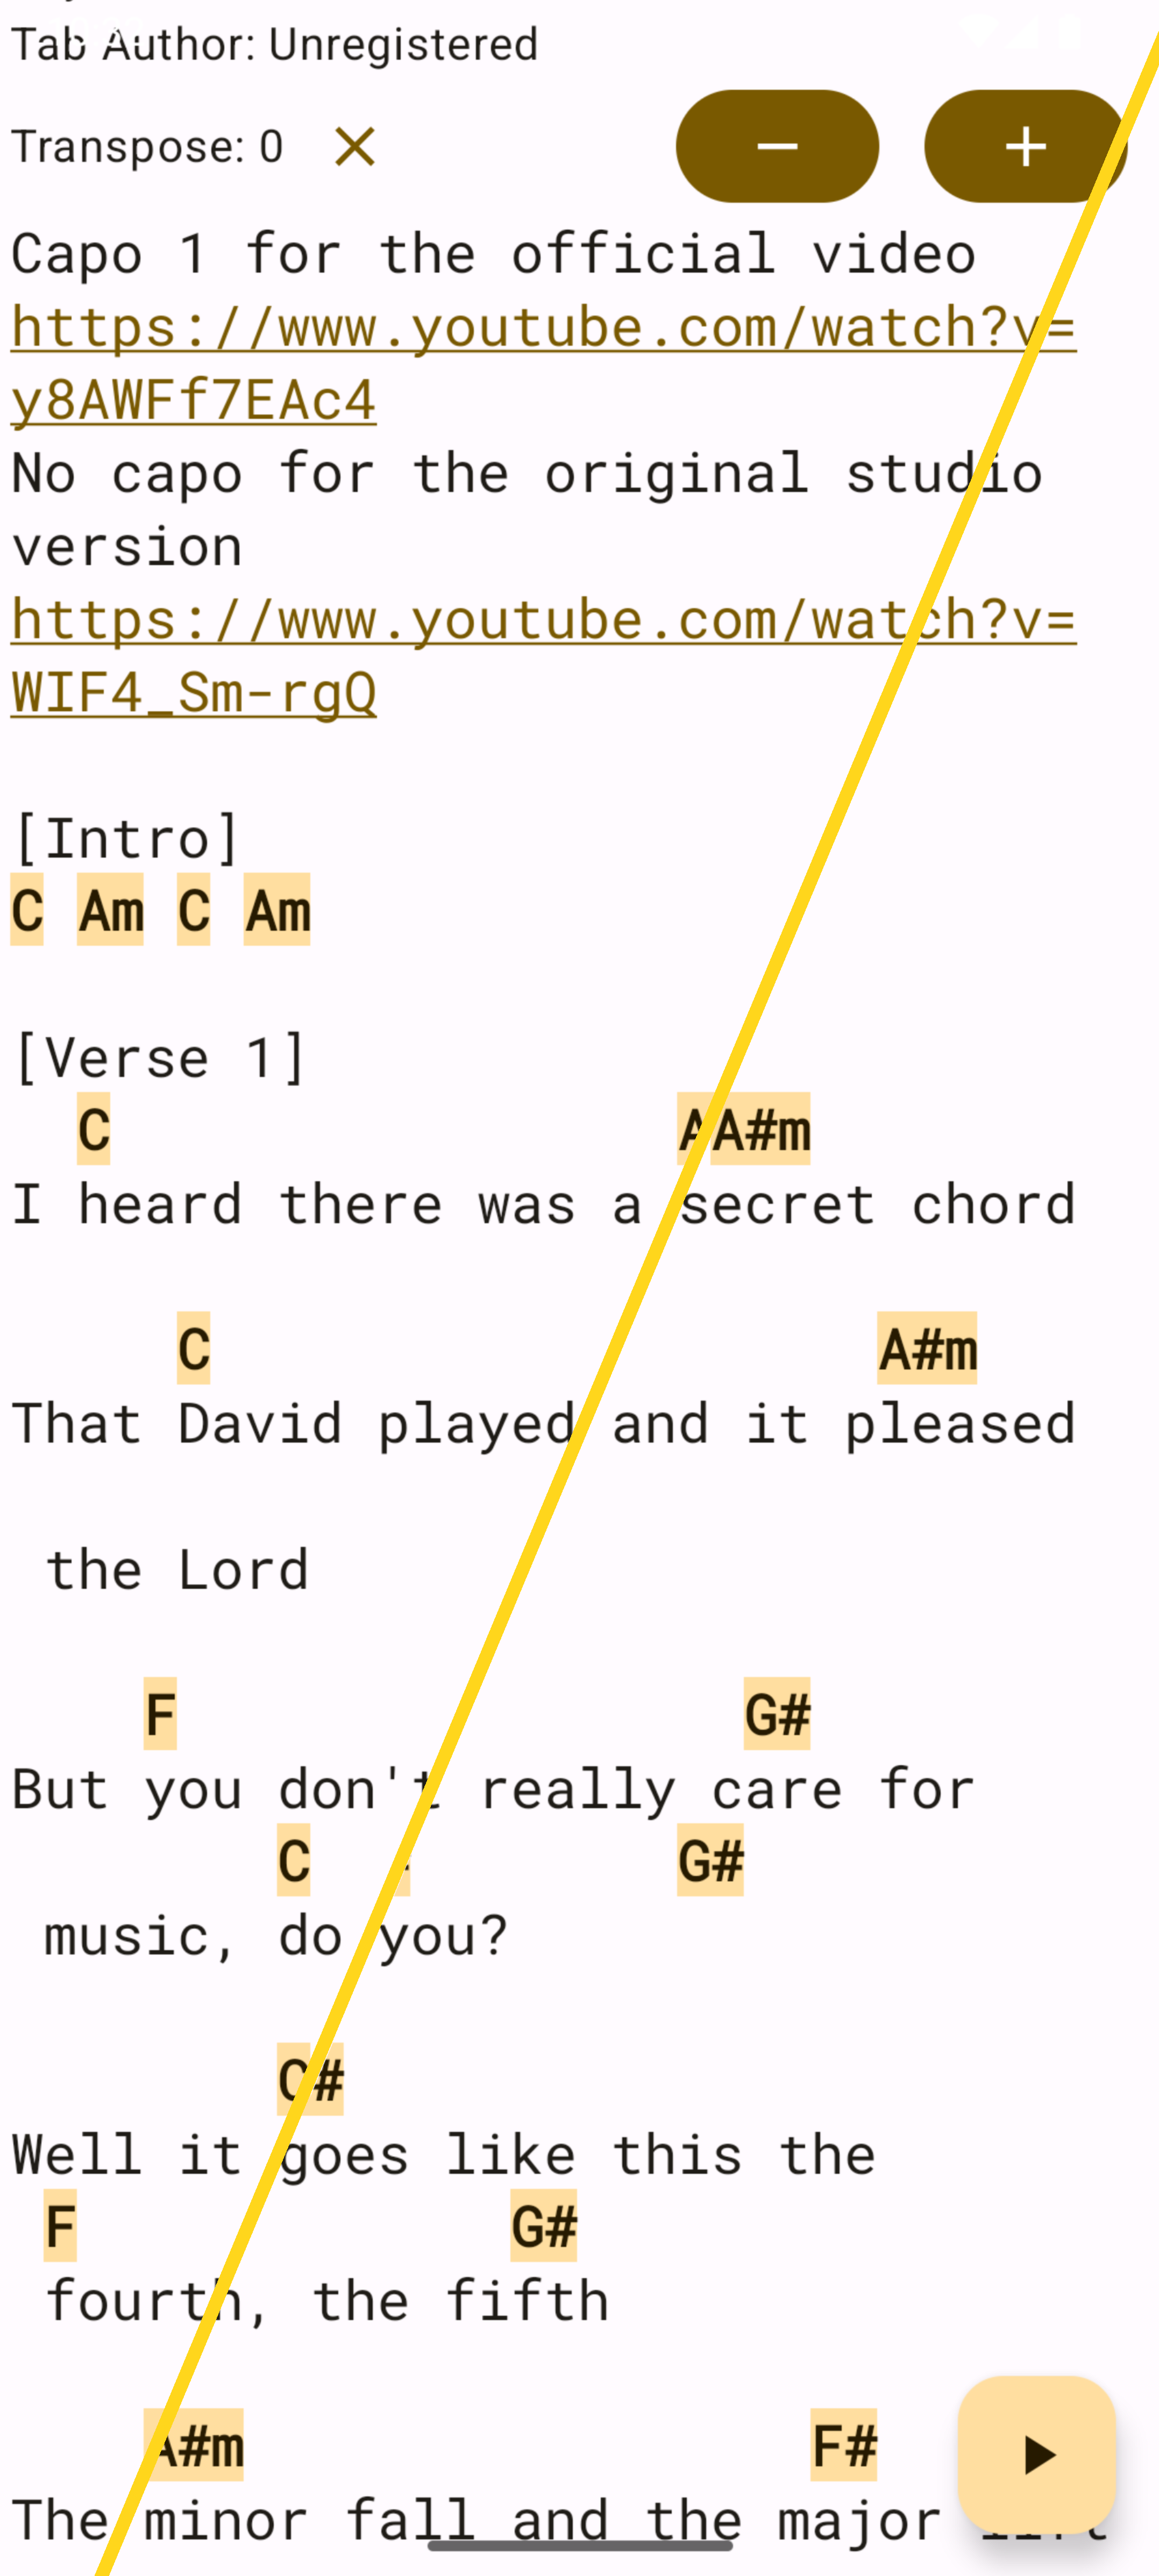 Tab Author: Unregistered
Transpose: 0
Capo 1 for the official video
https://www.youtube.com/watch?v=
y8AWFf7EAc4
No capo for the original studio
version
https://www.youtube.com/watch?v=
WIF4_Sm-rgQ
[Intro]
C Am C Am
[Verse 1]
C AA#m
I heard there was a secret chord
C A#m
That David played and it pleased
the Lord
F G#
But you don't really care for
C G#
music, do you?
C#
Well it goes like this the
F G#
fourth, the fifth
A#m F#
The minor fall and the major